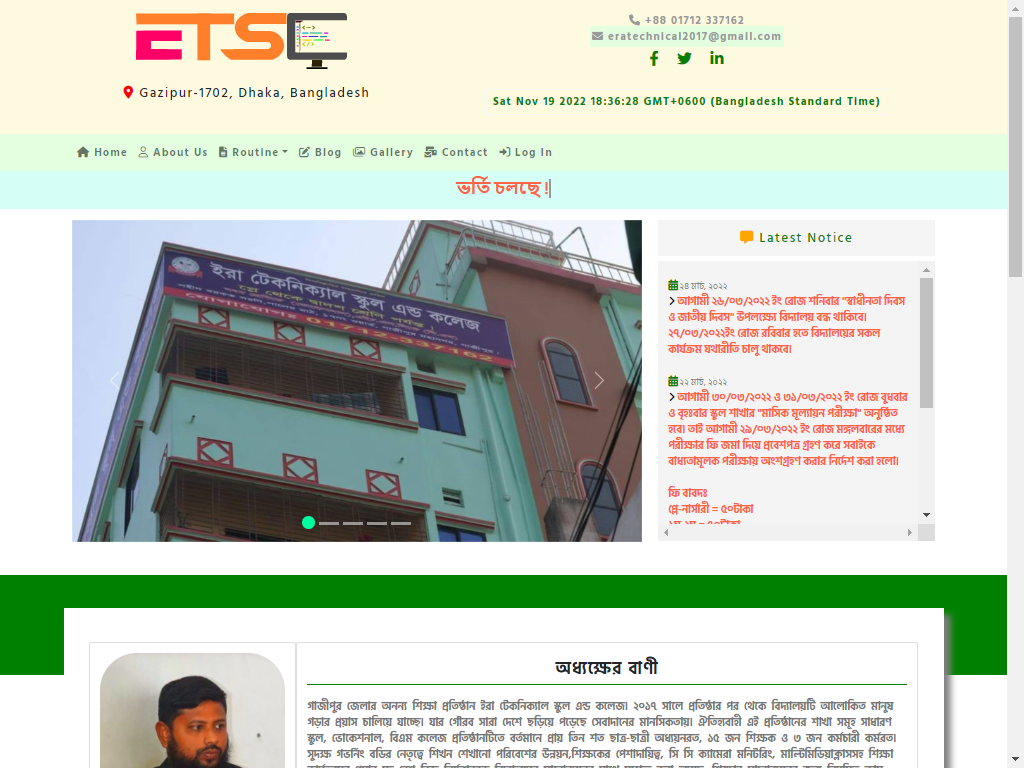 ETSC
+88 01712 337162
eratechnical2017@gmail.com
Gazipur-1702, Dhaka, Bangladesh
Sat Nov 19 2022 18:36:28 GMT+0600 (Bangladesh Standard Time)
Home About Us Routine Blog Gallery Contact Log In
ভর্তি চলছে !
ইরা টেকনিক্যাল স্কুল এন্ড কলেজ
প্লে থেকে দ্বাদশ শ্রেণি পর্যন্ত
যোগাযোগঃ 01712-337162
Latest Notice
২৪ মার্চ, ২০২২
আগামী ২৬/০৩/২০২২ ইং রোজ শনিবার "স্বাধীনতা দিবস
ও জাতীয় দিবস" উপলক্ষ্যে বিদ্যালয় বন্ধ থাকিবে।
২৭/০৩/২০২২ইং রোজ রবিবার হতে বিদ্যালয়ের সকল
কার্যক্রম যথারীতি চালু থাকবে।
২২ মার্চ, ২০২২
আগামী ৩০/০৩/২০২২ ও ৩১/০৩/২০২২ ইং রোজ বুধবার
ও বৃহঃবার স্কুল শাখার "মাসিক মূল্যায়ন পরীক্ষা" অনুষ্ঠিত
হবে। তাই আগামী ২৯/০৩/২০২২ ইং রোজ মঙ্গলবারের মধ্যে
পরীক্ষার ফি জমা দিয়ে প্রবেশপত্র গ্রহণ করে সবাইকে
বাধ্যতামূলক পরীক্ষায় অংশগ্রহণ করার নির্দেশ করা হলো।
ফি বাবদঃ
প্লে-নার্সারী = ৫০টাকা
অধ্যক্ষের বাণী
গাজীপুর জেলার অনন্য শিক্ষা প্রতিষ্ঠান ইরা টেকনিক্যাল স্কুল এন্ড কলেজ। ২০১৭ সালে প্রতিষ্ঠার পর থেকে বিদ্যালয়টি আলোকিত মানুষ
গড়ার প্রয়াস চালিয়ে যাচ্ছে। যার গৌরব সারা দেশে ছড়িয়ে পড়েছে সেবাদানের মানসিকতায়। ঐতিহ্যবাহী এই প্রতিষ্ঠানের শাখা সমূহ সাধারণ
স্কুল, ভোকেশনাল, বিএম কলেজ প্রতিষ্ঠানটিতে বর্তমানে প্রায় তিন শত ছাত্র-ছাত্রী অধ্যয়নরত, ১৫ জন শিক্ষক ও ৩ জন কর্মচারী কর্মরত।
সুদক্ষ গভর্নিং বডির নেতৃত্বে শিখন শেখানো পরিবেশের উন্নয়ন,শিক্ষকের পেশাদায়িত্ব, সি সি ক্যামেরা মনিটরিং, মাল্টিমিডিয়াক্লাসসহ শিক্ষা